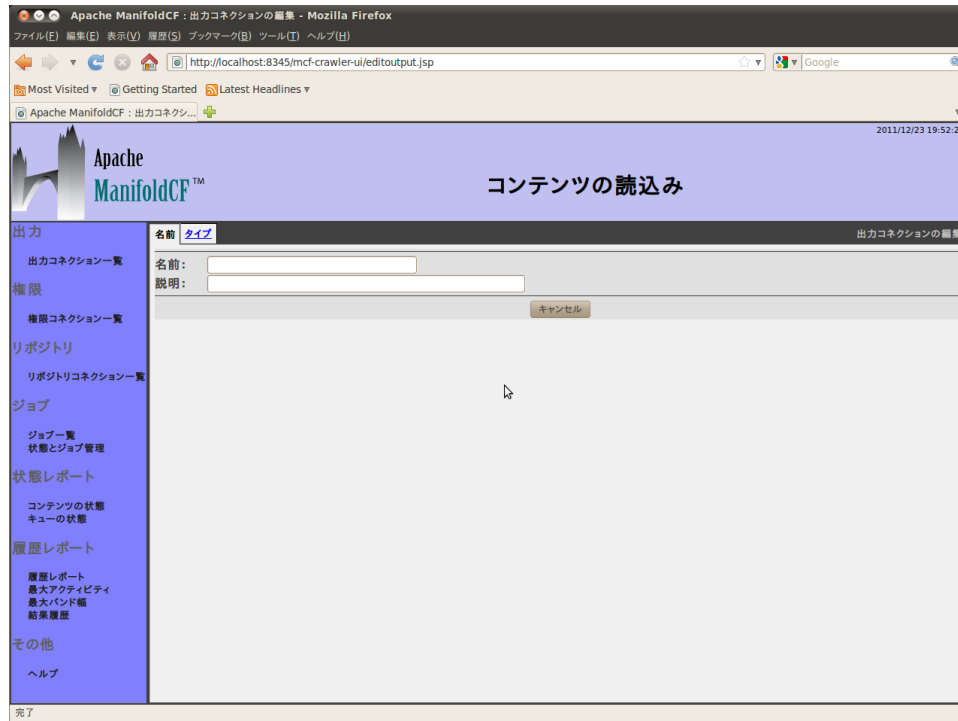 Apache ManifoldCF : 出力コネクションの編集 - Mozilla Firefox
ファイル(F) 編集(E) 表示(V) 履歴(S) ブックマーク(B) ツール(T) ヘルプ(H)
http://localhost:8345/mcf-crawler-ui/editoutput.jsp
Google
Most Visited Getting Started Latest Headlines
Apache ManifoldCF : 出力コネクシ...
2011/12/23 19:52:2
Apache
ManifoldCF™
コンテンツの読込み
出力
出力コネクション一覧
権限
権限コネクション一覧
リポジトリ
リポジトリコネクション一覧
ジョブ
ジョブ一覧
状態とジョブ管理
状態レポート
コンテンツの状態
キューの状態
履歴レポート
履歴レポート
最大アクティビティ
最大バンド幅
結果履歴
その他
ヘルプ
名前 タイプ
出力コネクションの編集
名前:
説明:
キャンセル
完了